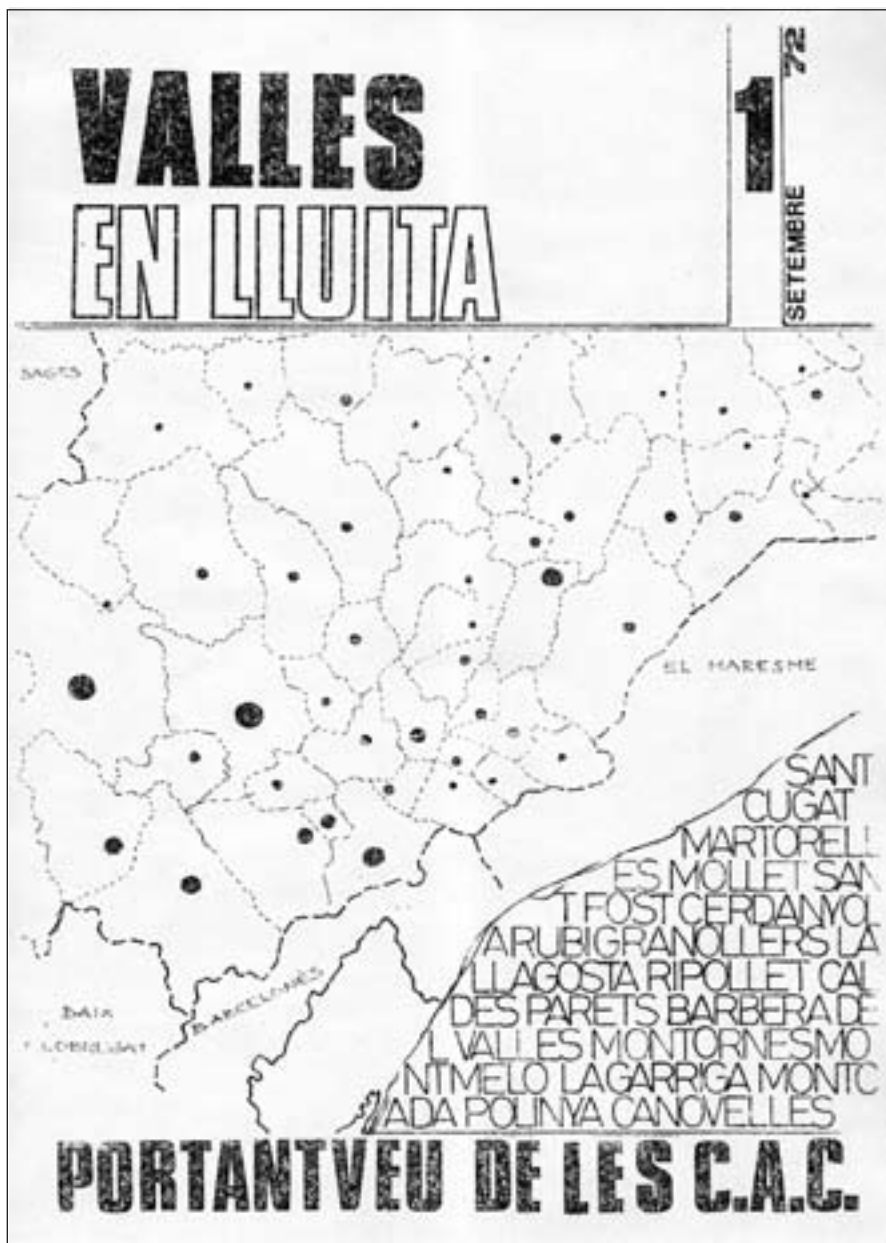 VALLES
EN LLUITA
1
SETEMBRE 72
BAGES
EL MARESME
SANT
CUGAT
MARTORELL
ES MOLLET SAN
T FOST CERDANYOL
A RUBI GRANOLLERS LA
LLAGOSTA RIPOLLET CAL
DES PARETS BARBERA DE
L VALLES MONTORNES MO
NTMELO LA GARRIGA MONTC
ADA POLINYA CANOVELLES
BARCELONÈS
BAIX
LLOBREGAT
PORTANTVEU DE LES C.A.C.